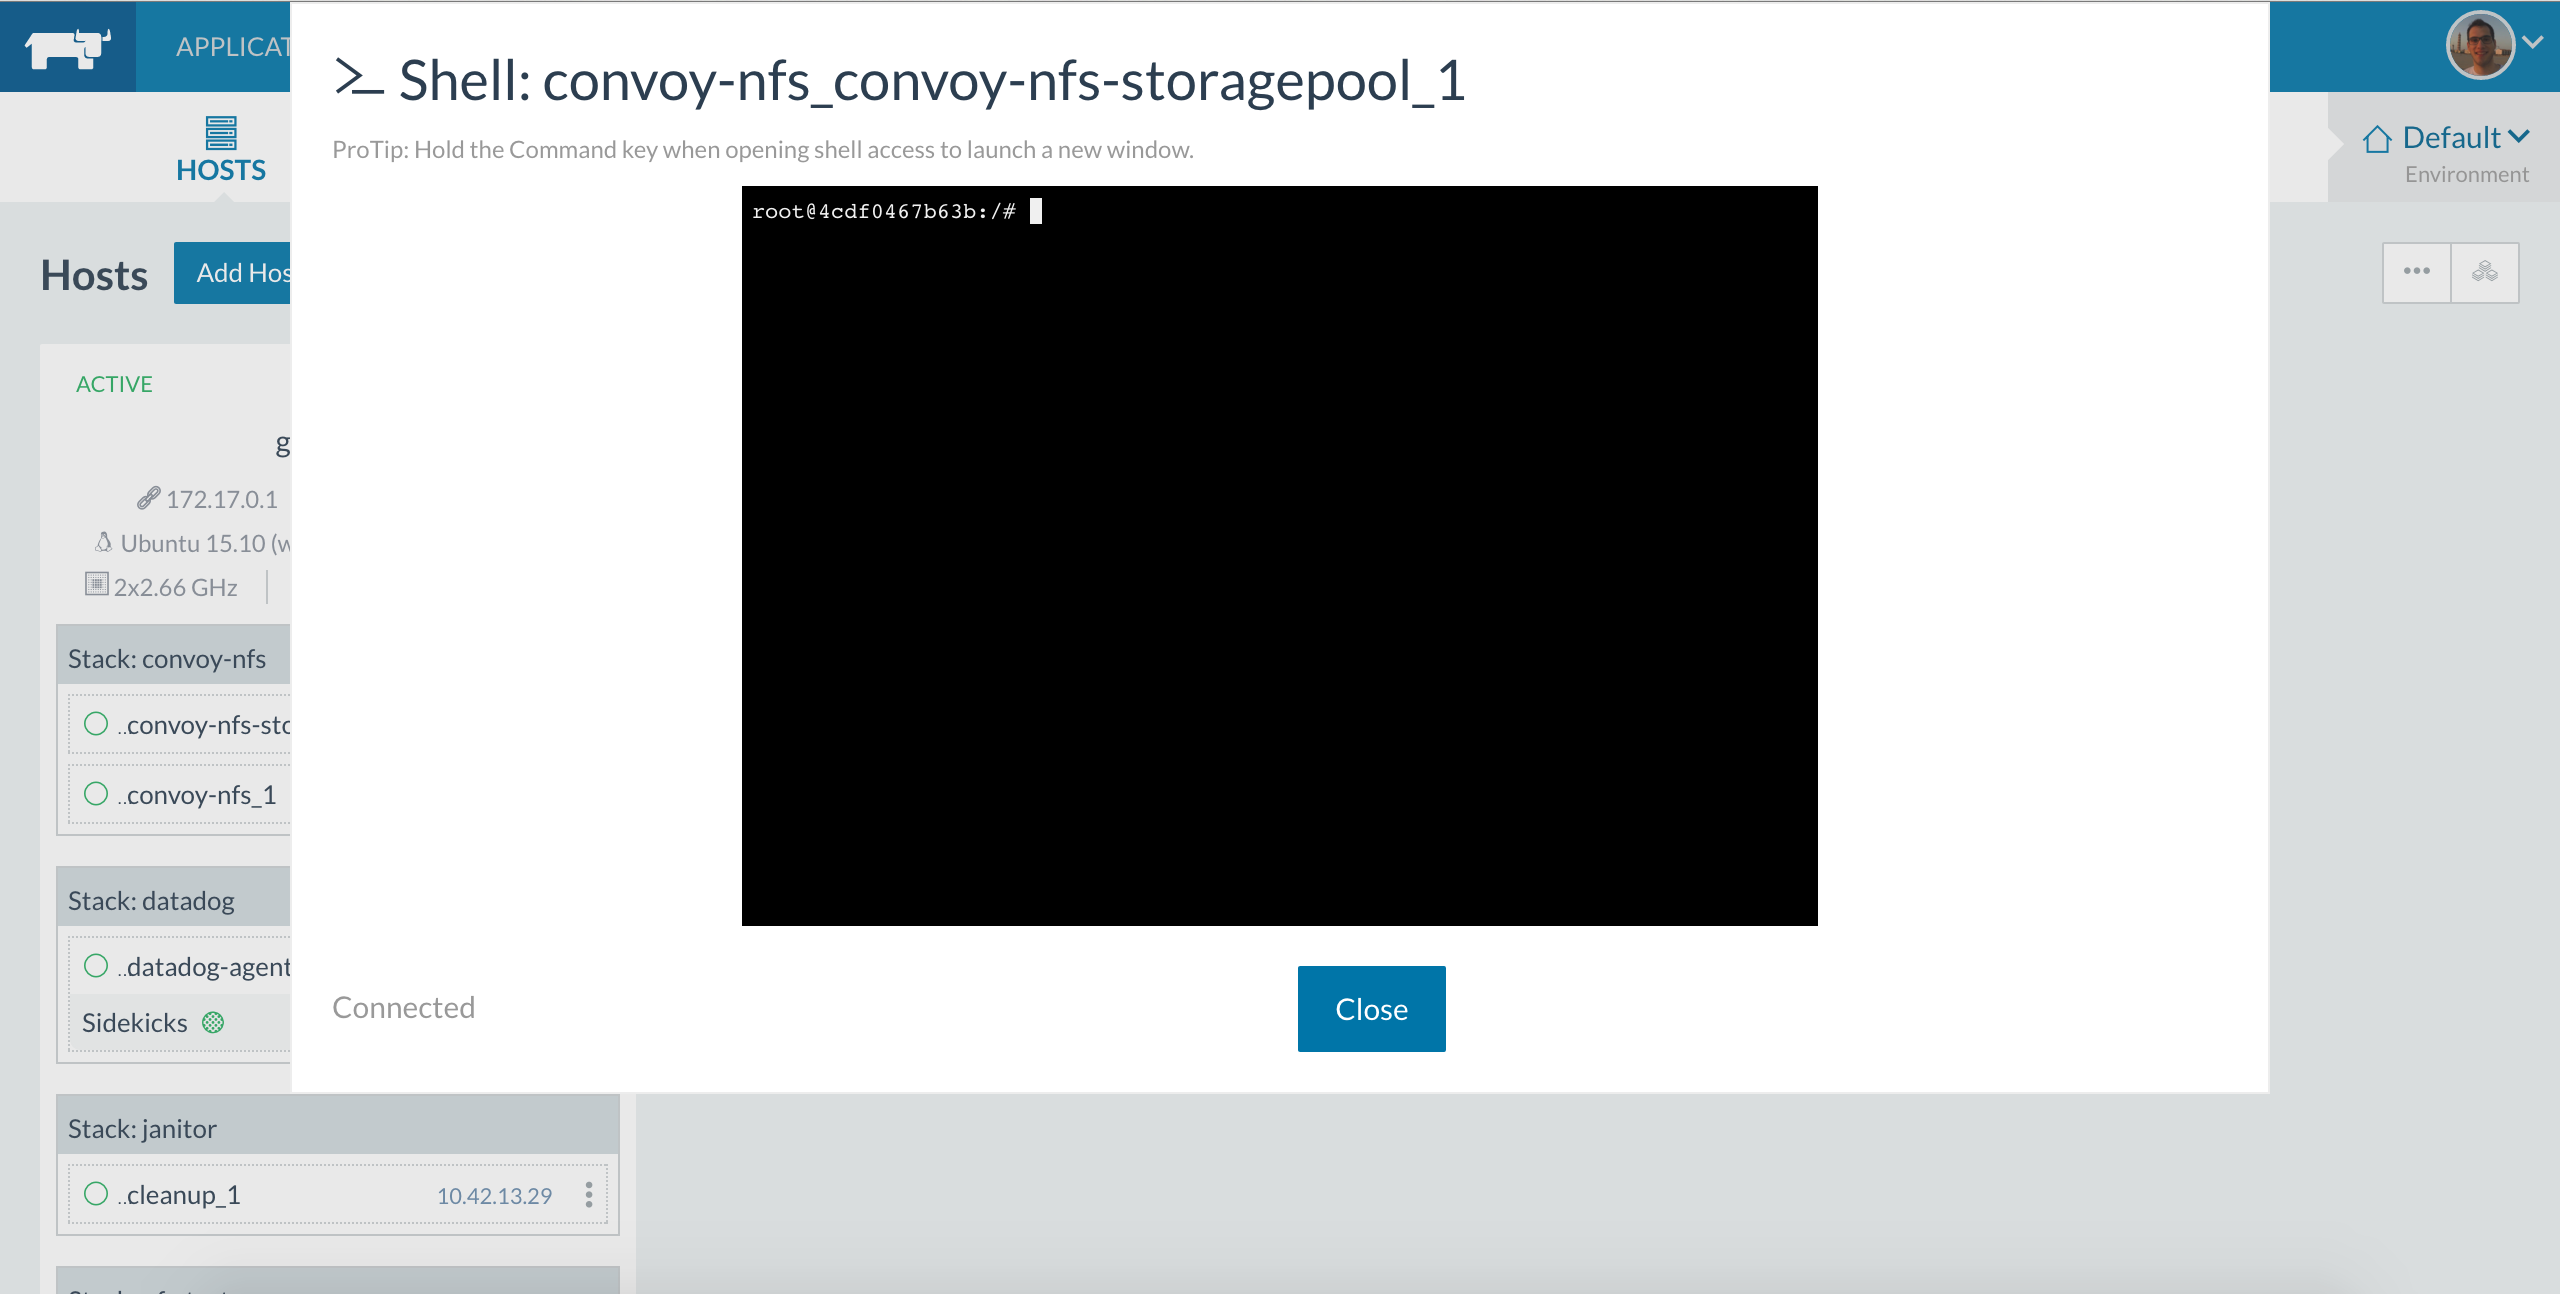 APPLICAT
>_ Shell: convoy-nfs_convoy-nfs-storagepool_1
ProTip: Hold the Command key when opening shell access to launch a new window.
HOSTS
Default
Environment
root@4cdf0467b63b:/#
Hosts
Add Hos
ACTIVE
g
172.17.0.1
Ubuntu 15.10 (w
2x2.66 GHz
Stack: convoy-nfs
..convoy-nfs-sto
..convoy-nfs_1
Stack: datadog
..datadog-agent
Sidekicks
Connected
Close
Stack: janitor
..cleanup_1 10.42.13.29